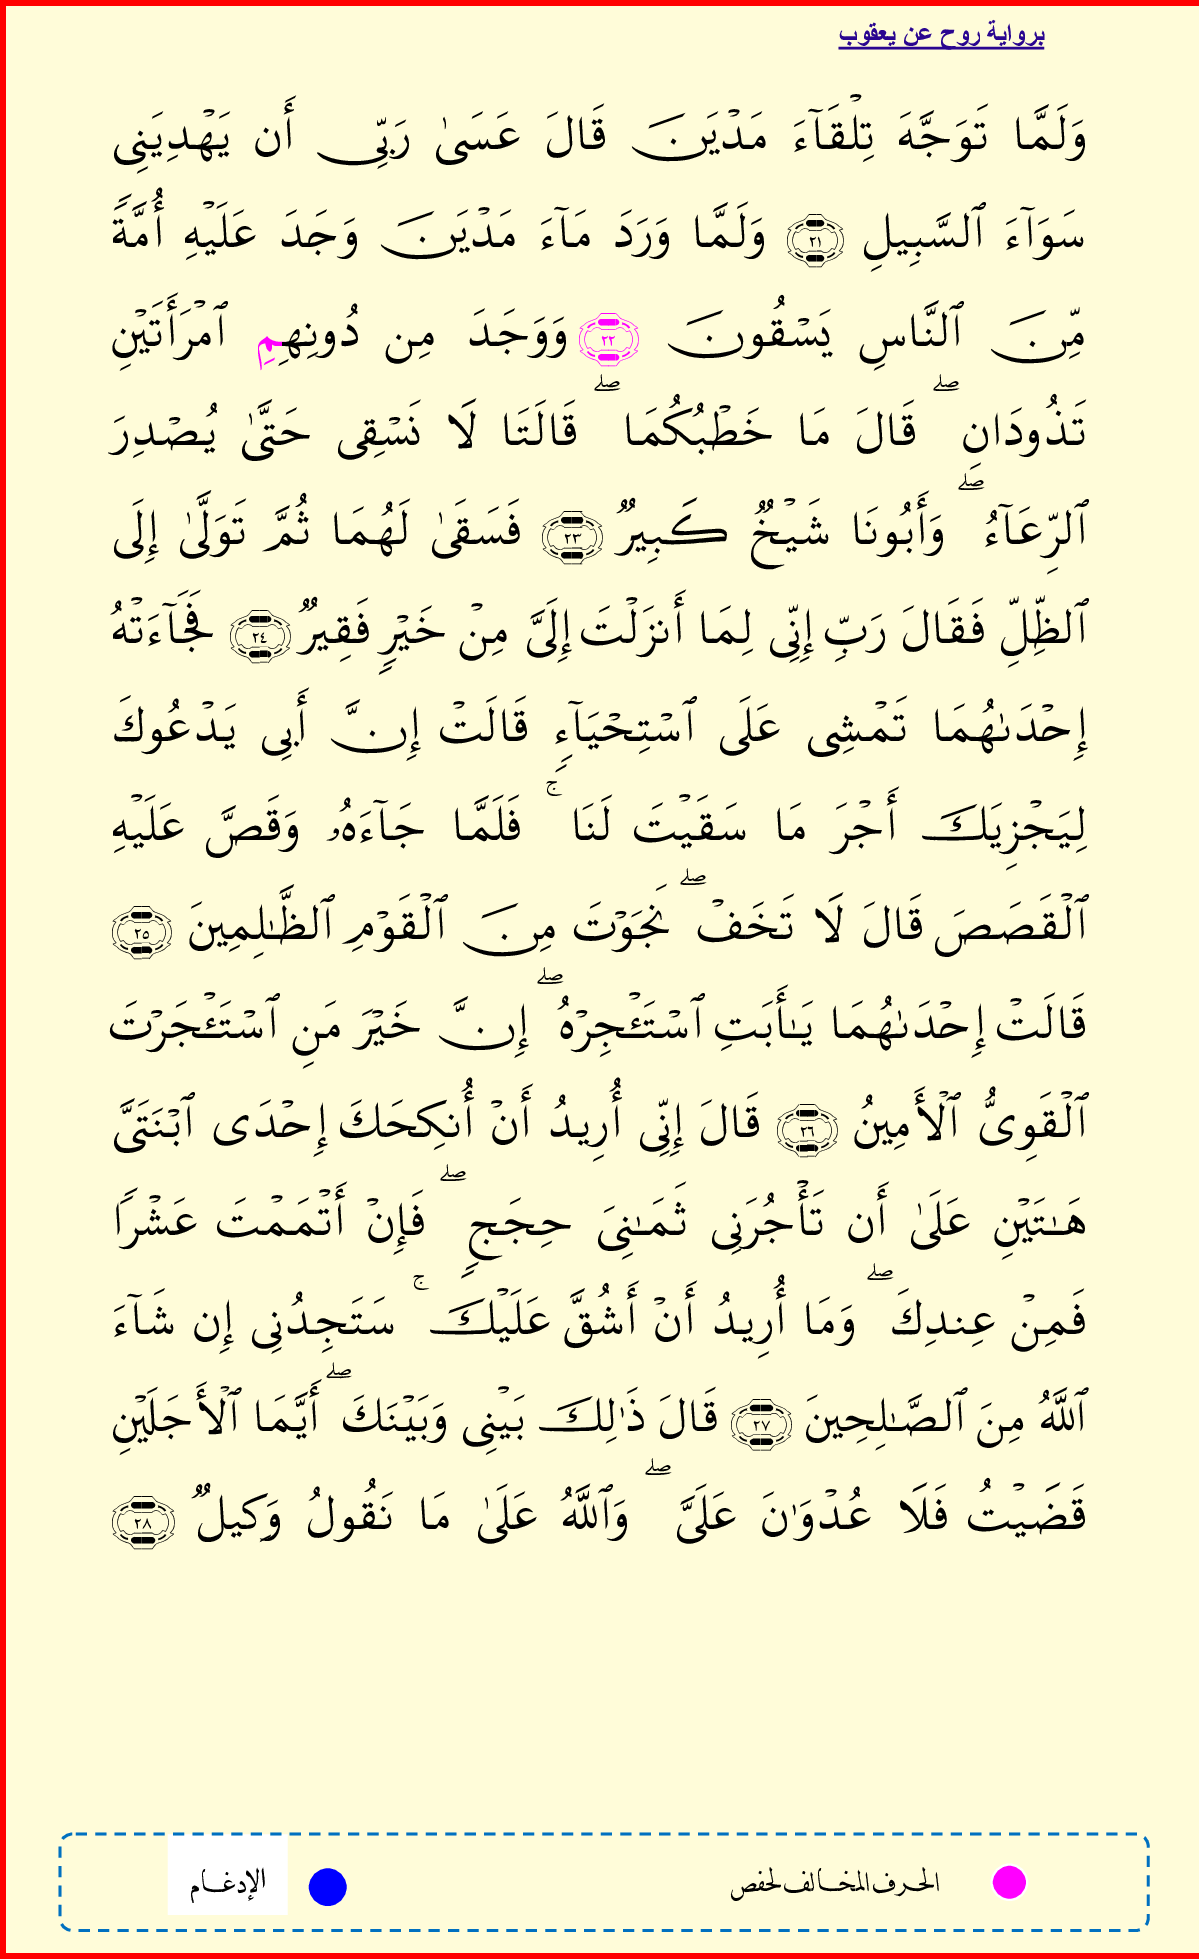 برواية روح عن يعقوب
وَلَمَّا تَوَجَّهَ تِلْقَآءَ مَدْيَنَ قَالَ عَسَىٰ رَبِّى أَن يَهْدِيَنِى
سَوَآءَ ٱلسَّبِيلِ ٢١ وَلَمَّا وَرَدَ مَآءَ مَدْيَنَ وَجَدَ عَلَيْهِ أُمَّةً
مِّنَ ٱلنَّاسِ يَسْقُونَ ٢٢ وَوَجَدَ مِن دُونِهِمِ ٱمْرَأَتَيْنِ
تَذُودَانِ ۖ قَالَ مَا خَطْبُكُمَا ۖ قَالَتَا لَا نَسْقِى حَتَّىٰ يُصْدِرَ
ٱلرِّعَآءُ ۖ وَأَبُونَا شَيْخٌ كَبِيرٌ ٢٣ فَسَقَىٰ لَهُمَا ثُمَّ تَوَلَّىٰ إِلَى
ٱلظِّلِّ فَقَالَ رَبِّ إِنِّى لِمَا أَنزَلْتَ إِلَىَّ مِنْ خَيْرٍ فَقِيرٌ ٢٤ فَجَآءَتْهُ
إِحْدَىٰهُمَا تَمْشِى عَلَى ٱسْتِحْيَآءٍ قَالَتْ إِنَّ أَبِى يَدْعُوكَ
لِيَجْزِيَكَ أَجْرَ مَا سَقَيْتَ لَنَا ۚ فَلَمَّا جَآءَهُۥ وَقَصَّ عَلَيْهِ
ٱلْقَصَصَ قَالَ لَا تَخَفْ ۖ نَجَوْتَ مِنَ ٱلْقَوْمِ ٱلظَّـٰلِمِينَ ٢٥
قَالَتْ إِحْدَىٰهُمَا يَـٰأَبَتِ ٱسْتَـْٔجِرْهُ ۖ إِنَّ خَيْرَ مَنِ ٱسْتَـْٔجَرْتَ
ٱلْقَوِىُّ ٱلْأَمِينُ ٢٦ قَالَ إِنِّى أُرِيدُ أَنْ أُنكِحَكَ إِحْدَى ٱبْنَتَىَّ
هَـٰتَيْنِ عَلَىٰ أَن تَأْجُرَنِى ثَمَـٰنِىَ حِجَجٍ ۖ فَإِنْ أَتْمَمْتَ عَشْرًا
فَمِنْ عِندِكَ ۖ وَمَا أُرِيدُ أَنْ أَشُقَّ عَلَيْكَ ۚ سَتَجِدُنِى إِن شَآءَ
ٱللَّهُ مِنَ ٱلصَّـٰلِحِينَ ٢٧ قَالَ ذَٰلِكَ بَيْنِى وَبَيْنَكَ ۖ أَيَّمَا ٱلْأَجَلَيْنِ
قَضَيْتُ فَلَا عُدْوَٰنَ عَلَىَّ ۖ وَٱللَّهُ عَلَىٰ مَا نَقُولُ وَكِيلٌ ٢٨
الحرف المخالف لحفص
الإدغام